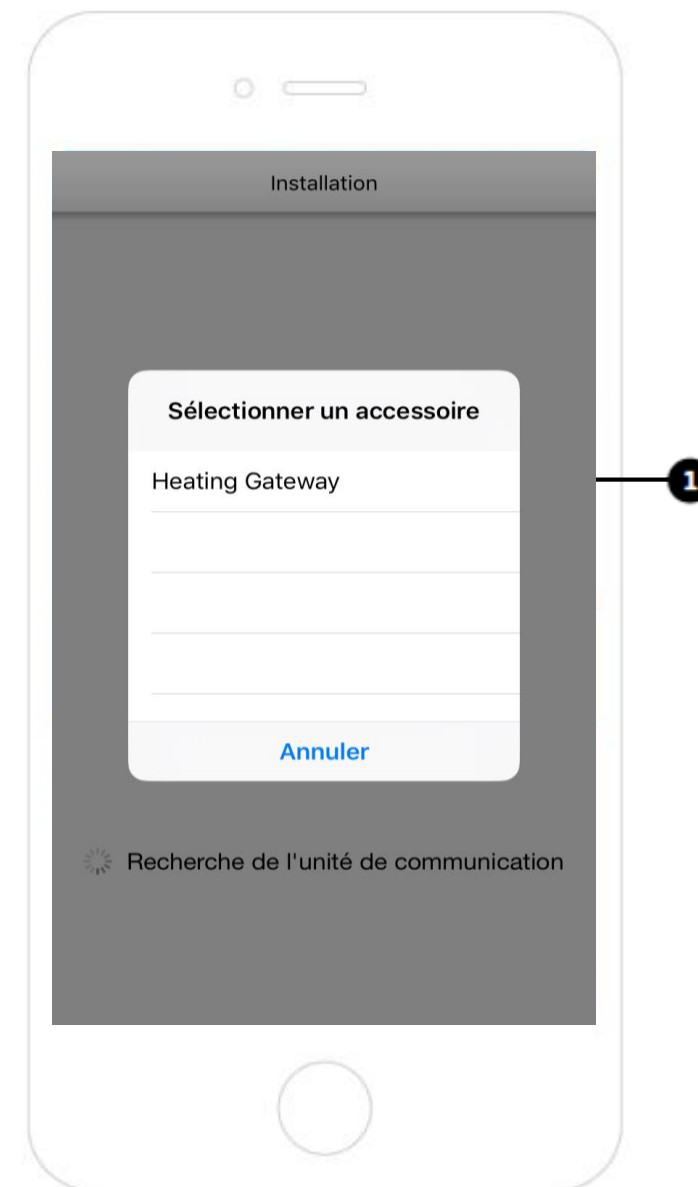 Installation
Sélectionner un accessoire
Heating Gateway
1
Annuler
Recherche de l'unité de communication